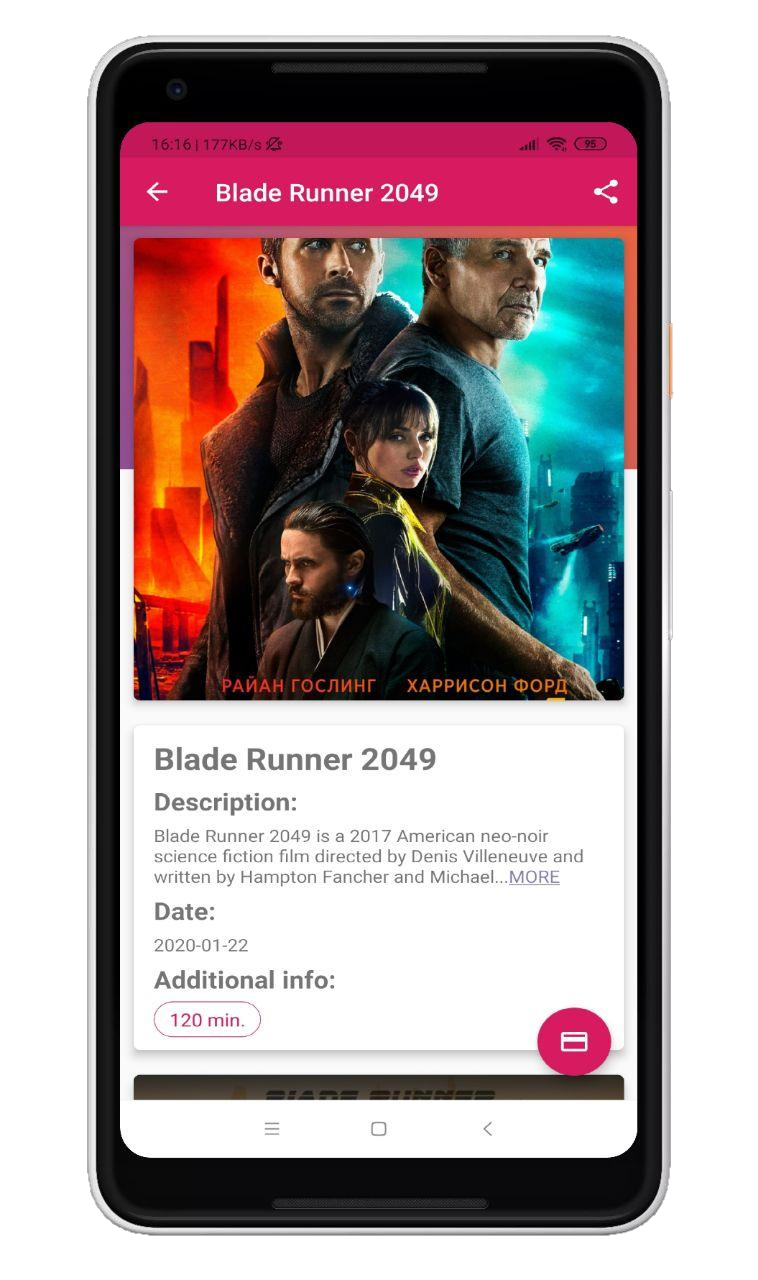 16:16 | 177KB/s
95
Blade Runner 2049
РАЙАН ГОСЛИНГ ХАРРИСОН ФОРД
Blade Runner 2049
Description:
Blade Runner 2049 is a 2017 American neo-noir
science fiction film directed by Denis Villeneuve and
written by Hampton Fancher and Michael...MORE
Date:
2020-01-22
Additional info:
120 min.
BLADE RUNNER